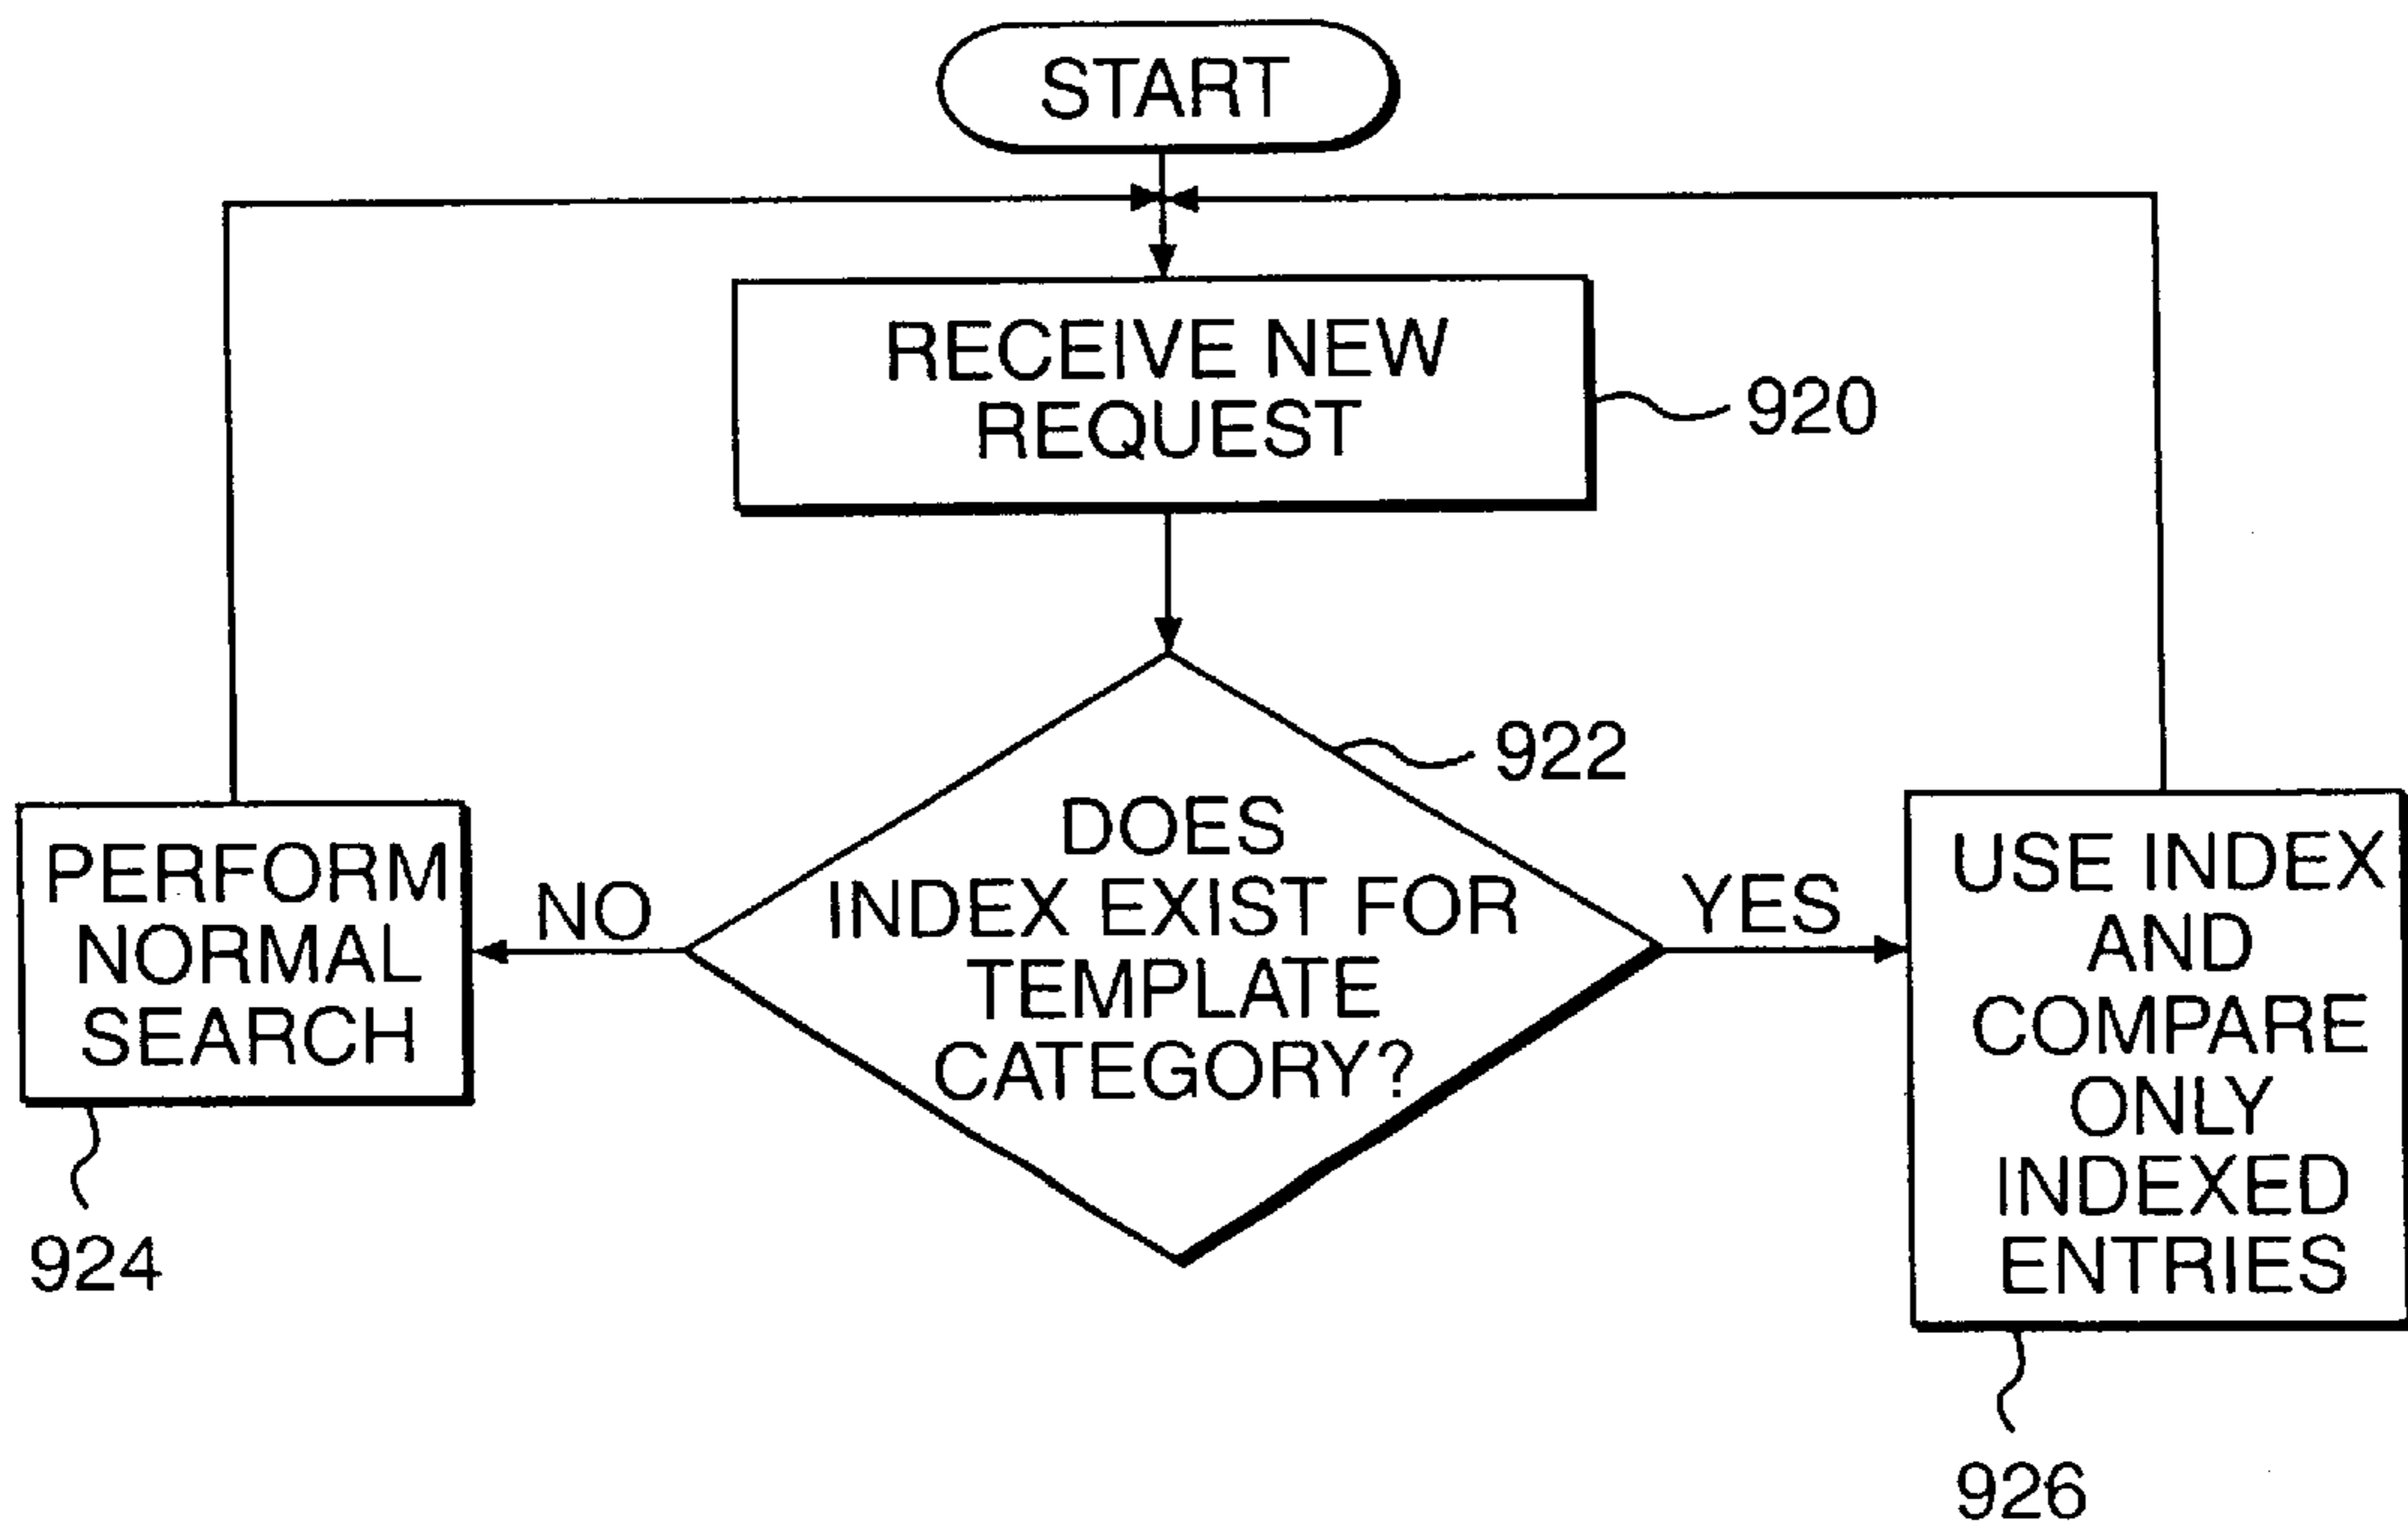 START
RECEIVE NEW
REQUEST
920
922
DOES
INDEX EXIST FOR
TEMPLATE
CATEGORY?
NO
YES
PERFORM
NORMAL
SEARCH
924
USE INDEX
AND
COMPARE
ONLY
INDEXED
ENTRIES
926